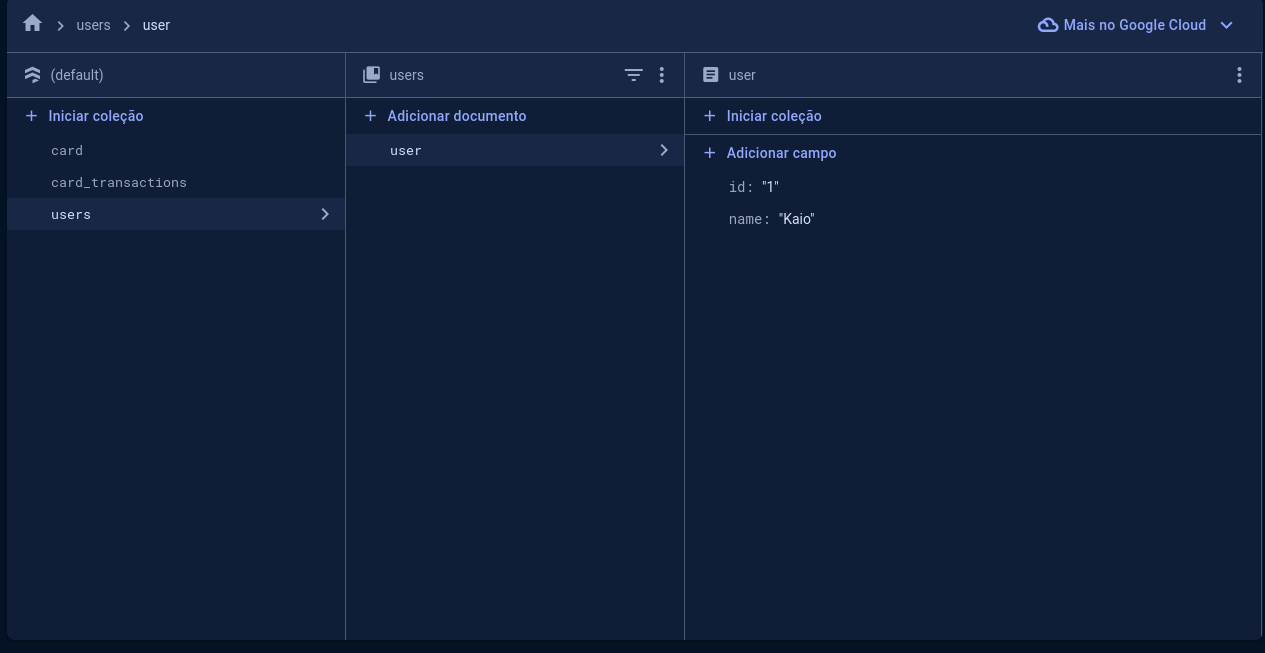 users user
Mais no Google Cloud
(default)
users
user
Iniciar coleção
Adicionar documento
Iniciar coleção
card
card_transactions
users
user
Adicionar campo
id: "1"
name: "Kaio"